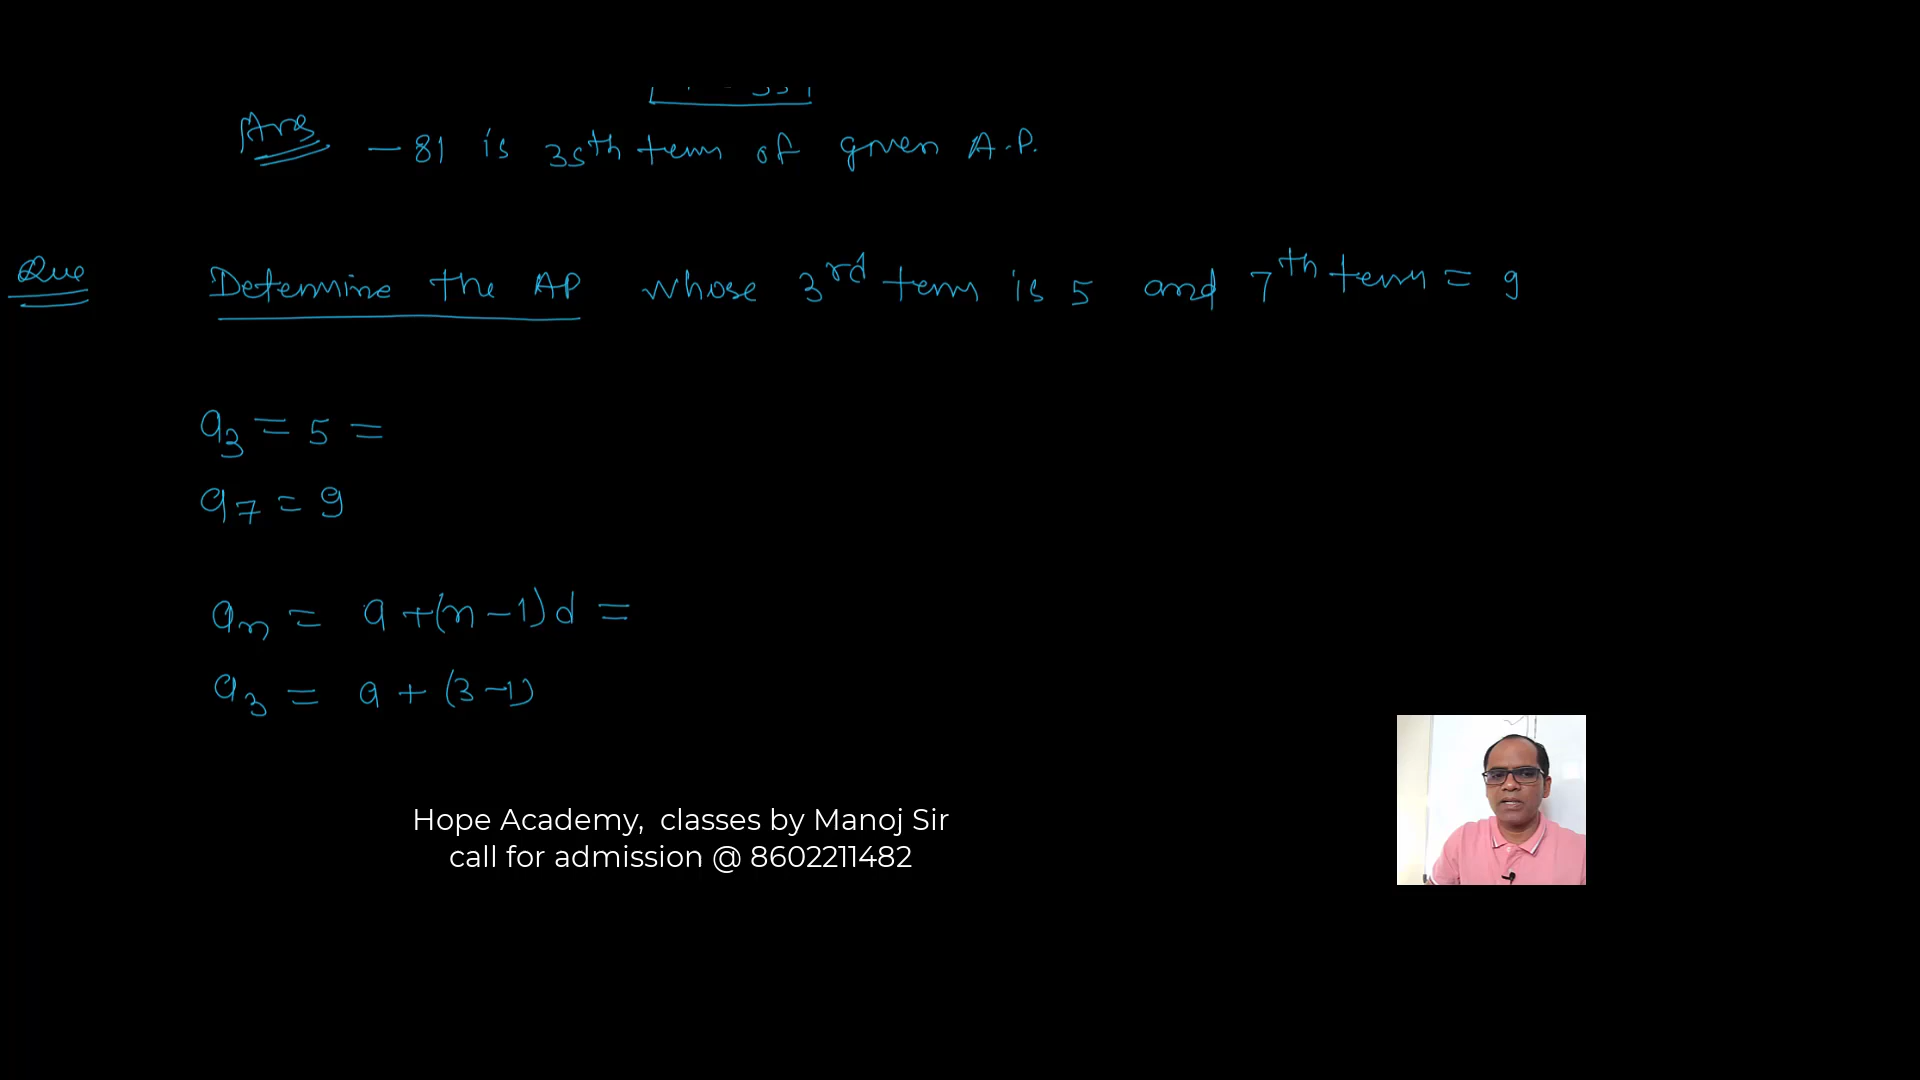 Ans - 81 is 35th term of given A.P.
Que Determine the AP whose 3rd term is 5 and 7th term = 9
a3 = 5 =
a7 = 9
an = a + (n - 1) d =
a3 = a + (3 - 1)
Hope Academy, classes by Manoj Sir
call for admission @ 8602211482